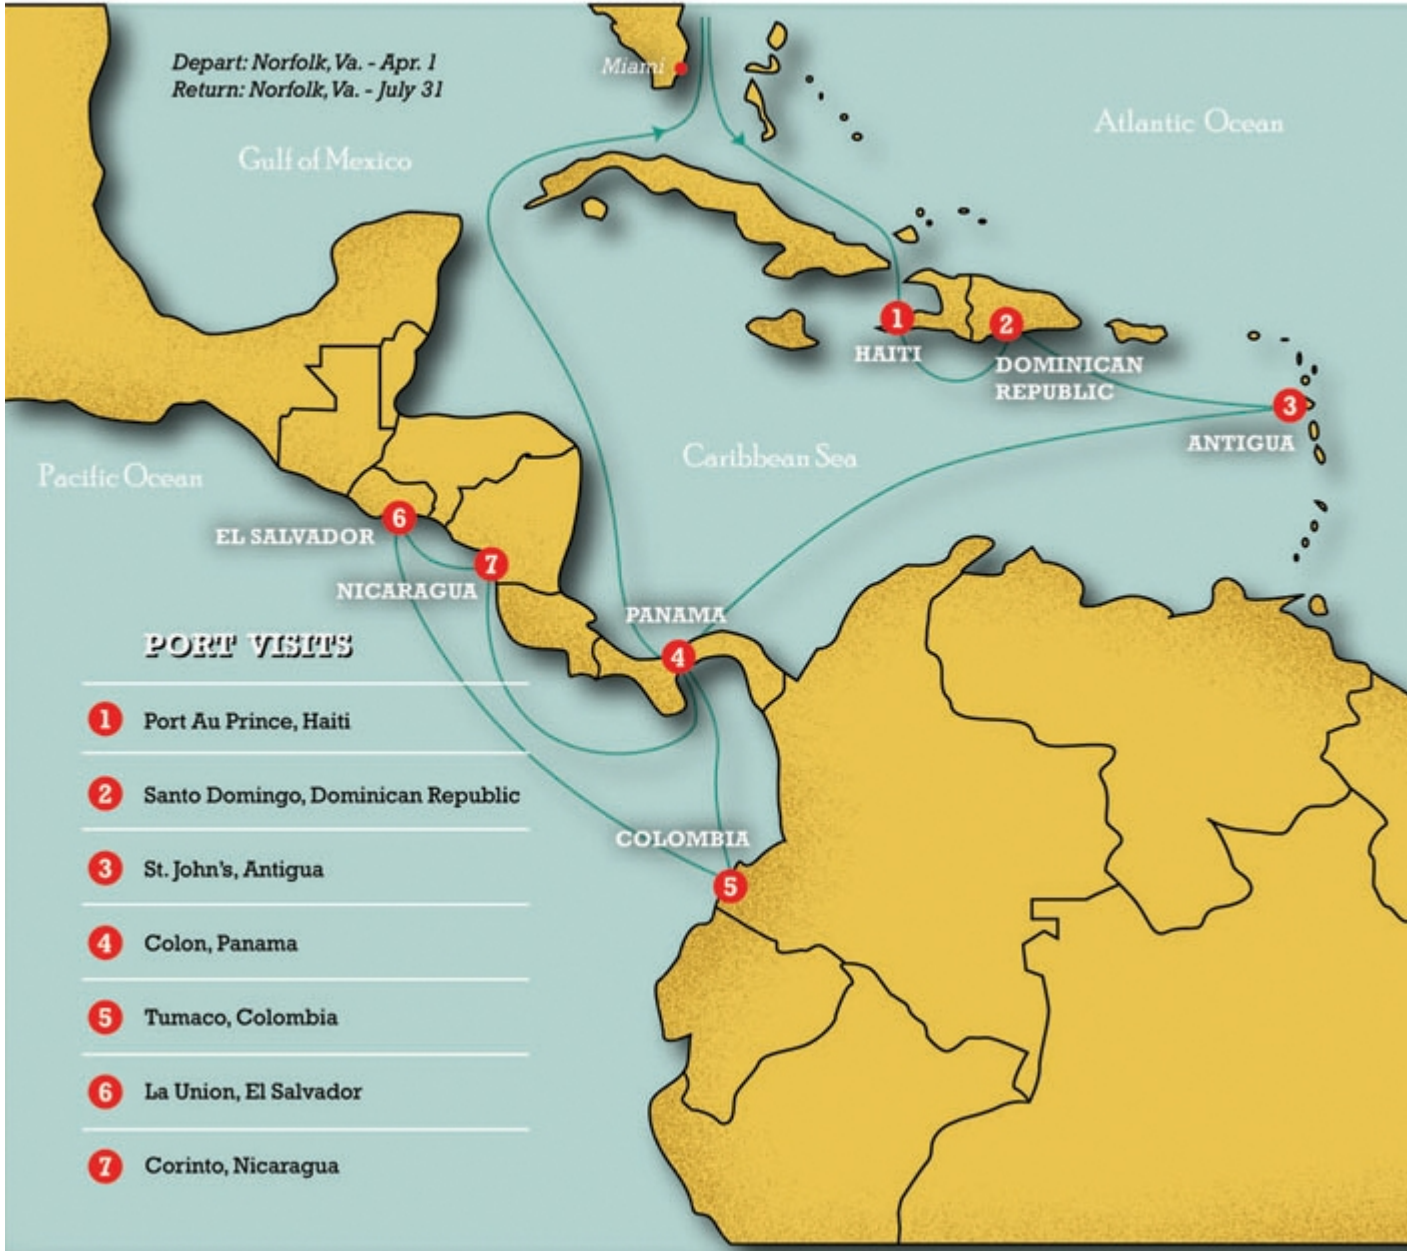 Depart: Norfolk, Va. - Apr. 1
Return: Norfolk, Va. - July 31
Miami
Atlantic Ocean
Gulf of Mexico
1
2
HAITI
DOMINICAN
REPUBLIC
3
ANTIGUA
Caribbean Sea
Pacific Ocean
6
EL SALVADOR
7
NICARAGUA
PANAMA
4
COLOMBIA
5
PORT VISITS
1 Port Au Prince, Haiti
2 Santo Domingo, Dominican Republic
3 St. John's, Antigua
4 Colon, Panama
5 Tumaco, Colombia
6 La Union, El Salvador
7 Corinto, Nicaragua